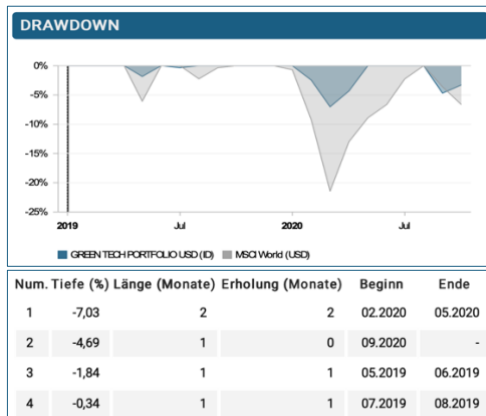 DRAWDOWN
0%
-5%
-10%
-15%
-20%
-25%
2019 Jul 2020 Jul
GREEN TECH PORTFOLIO USD (ID) MSCI World (USD)
Num. Tiefe (%) Länge (Monate) Erholung (Monate) Beginn Ende
1 -7,03 2 2 02.2020 05.2020
2 -4,69 1 0 09.2020 -
3 -1,84 1 1 05.2019 06.2019
4 -0,34 1 1 07.2019 08.2019